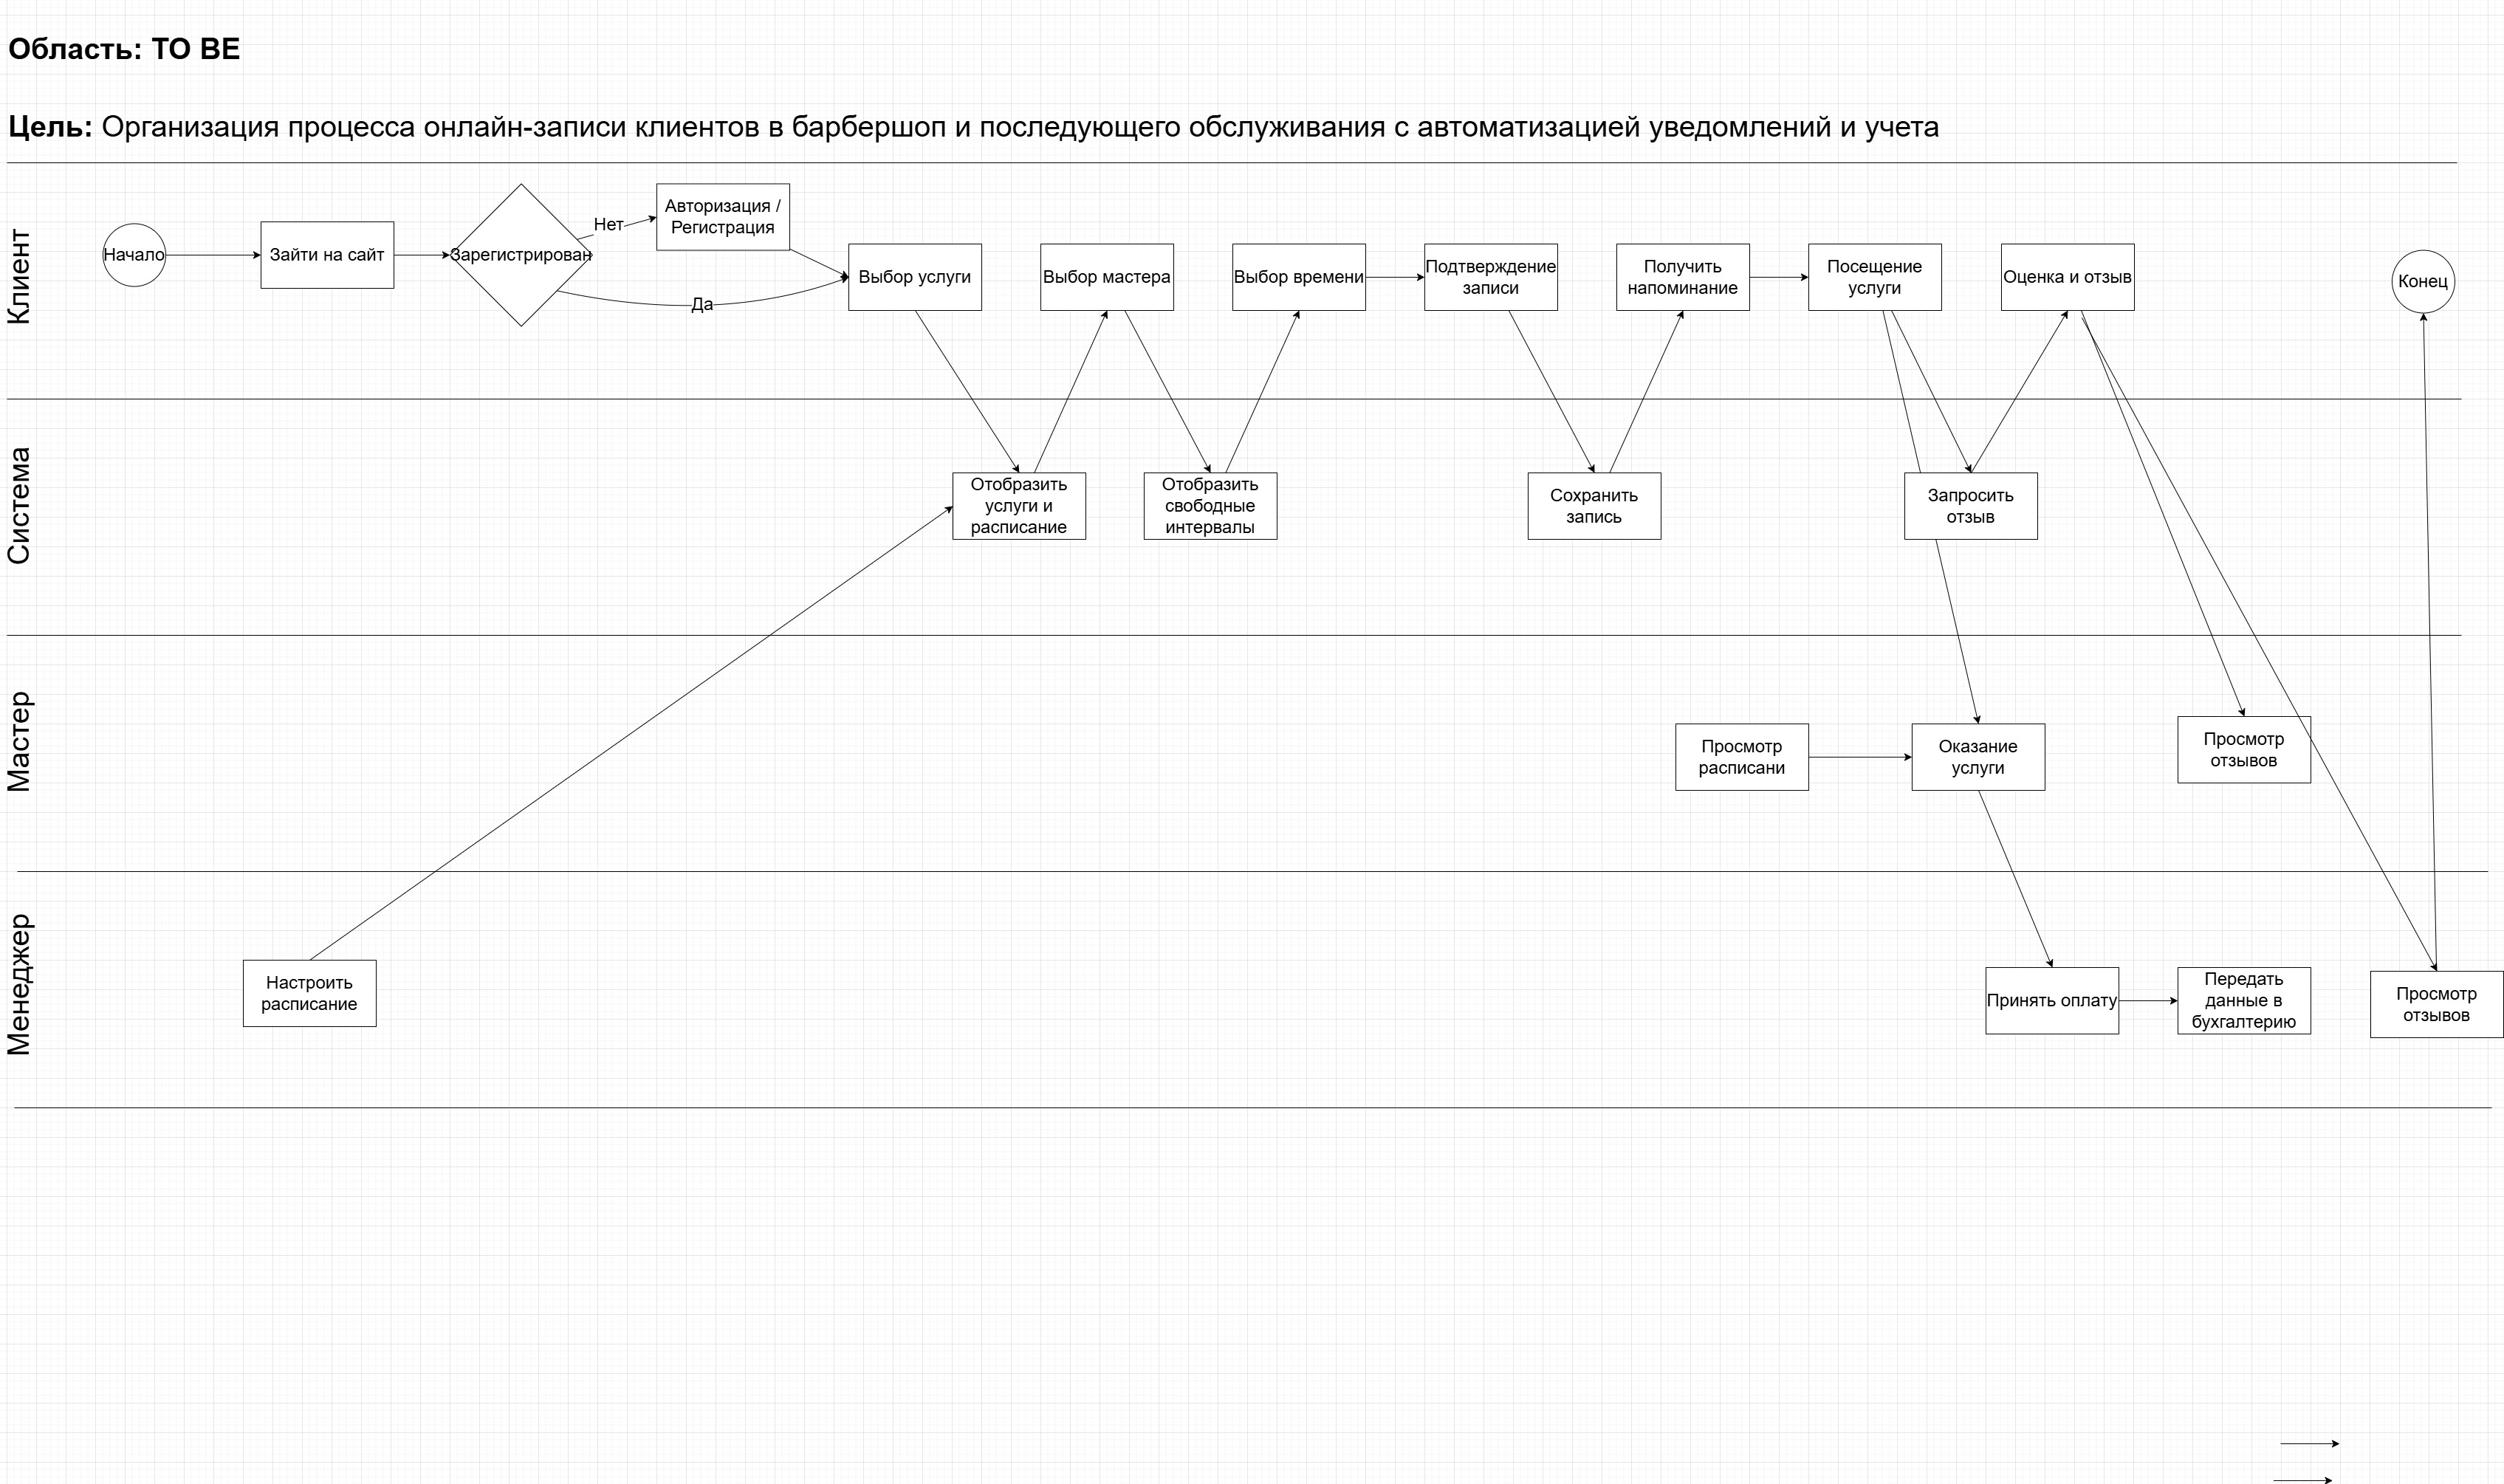 Область: TO BE
Цель: Организация процесса онлайн-записи клиентов в барбершоп и последующего обслуживания с автоматизацией уведомлений и учета
Клиент
Начало
Зайти на сайт
Зарегистрирован
Нет
Да
Авторизация /
Регистрация
Выбор услуги
Выбор мастера
Выбор времени
Подтверждение
записи
Получить
напоминание
Посещение
услуги
Оценка и отзыв
Конец
Система
Отобразить
услуги и
расписание
Отобразить
свободные
интервалы
Сохранить
запись
Запросить
отзыв
Мастер
Просмотр
расписани
Оказание
услуги
Просмотр
отзывов
Менеджер
Настроить
расписание
Принять оплату
Передать
данные в
бухгалтерию
Просмотр
отзывов